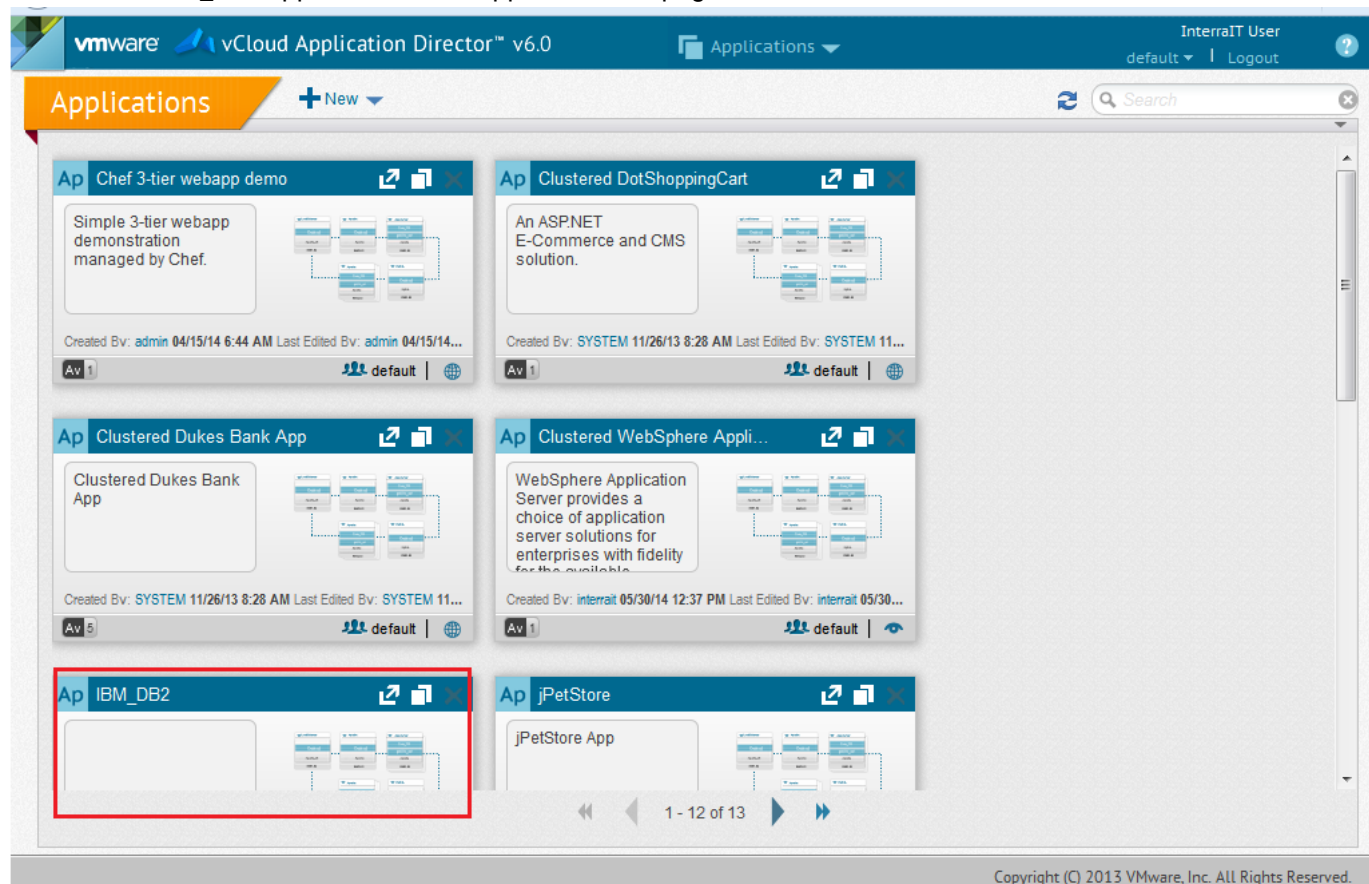 vmware vCloud Application Director™ v6.0
Applications
InterraIT User
default | Logout
?
Applications
New
Search
Ap Chef 3-tier webapp demo
Simple 3-tier webapp
demonstration
managed by Chef.
Created By: admin 04/15/14 6:44 AM Last Edited By: admin 04/15/14...
Av 1
default |
Ap Clustered DotShoppingCart
An ASP.NET
E-Commerce and CMS
solution.
Created By: SYSTEM 11/26/13 8:28 AM Last Edited By: SYSTEM 11...
Av 1
default |
Ap Clustered Dukes Bank App
Clustered Dukes Bank
App
Created By: SYSTEM 11/26/13 8:28 AM Last Edited By: SYSTEM 11...
Av 5
default |
Ap Clustered WebSphere Appli...
WebSphere Application
Server provides a
choice of application
server solutions for
enterprises with fidelity
for the available
Created By: interrait 05/30/14 12:37 PM Last Edited By: interrait 05/30...
Av 1
default |
Ap IBM_DB2
Ap jPetStore
jPetStore App
1 - 12 of 13
Copyright (C) 2013 VMware, Inc. All Rights Reserved.